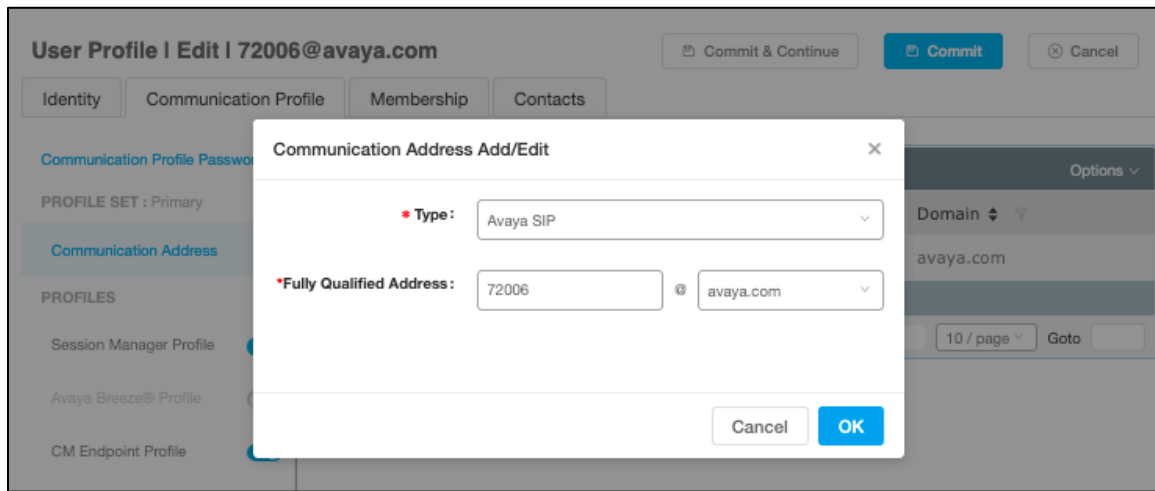 User Profile | Edit | 72006@avaya.com
Commit & Continue
Commit
Cancel
Identity
Communication Profile
Membership
Contacts
Communication Address Add/Edit
Communication Profile
Options
PROFILE SET : Primary
* Type :
Avaya SIP
Domain
Communication Address
avaya.com
*Fully Qualified Address :
72006
@
avaya.com
PROFILES
Session Manager Profile
10 / page
Goto
Avaya Breeze® Profile
CM Endpoint Profile
Cancel
OK